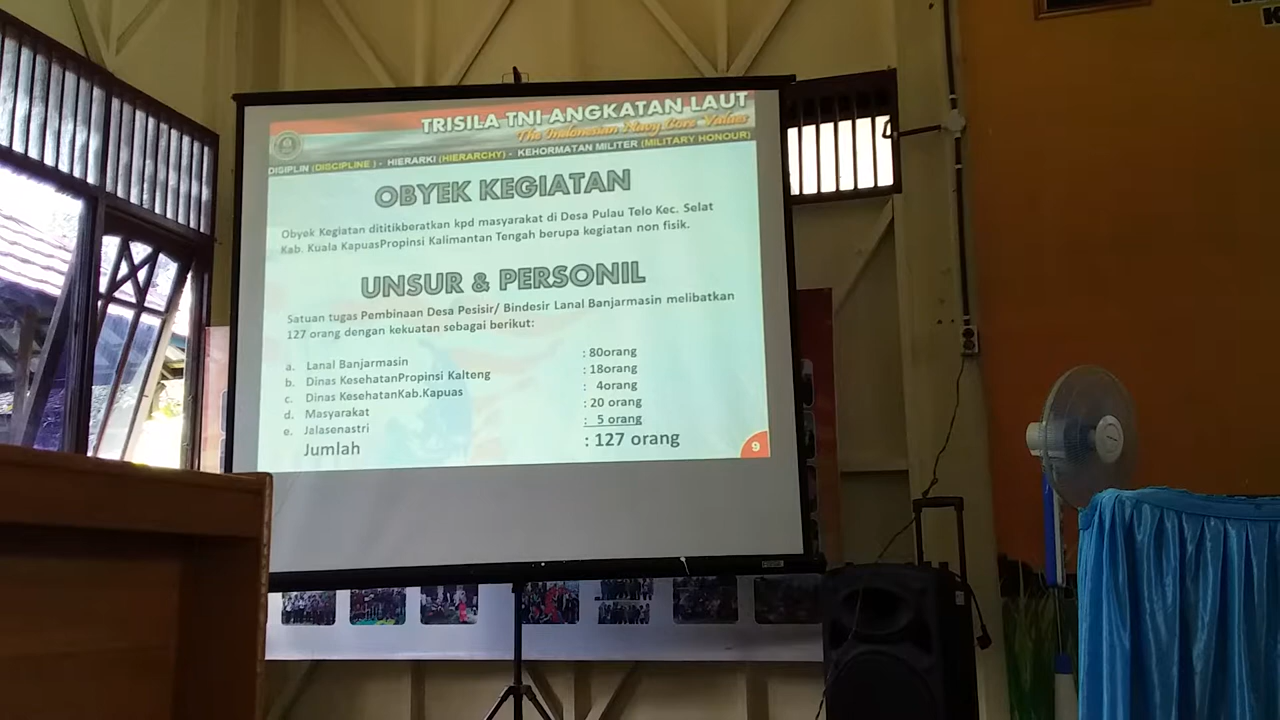 TRISILA TNI ANGKATAN LAUT
The Indonesian Navy Core Values
DISIPLIN (DISCIPLINE ) - HIERARKI (HIERARCHY) - KEHORMATAN MILITER (MILITARY HONOUR)
OBYEK KEGIATAN
Obyek Kegiatan dititikberatkan kpd masyarakat di Desa Pulau Telo Kec. Selat
Kab. Kuala KapuasPropinsi Kalimantan Tengah berupa kegiatan non fisik.
UNSUR & PERSONIL
Satuan tugas Pembinaan Desa Pesisir/ Bindesir Lanal Banjarmasin melibatkan
127 orang dengan kekuatan sebagai berikut:
a. Lanal Banjarmasin : 80orang
b. Dinas KesehatanPropinsi Kalteng : 18orang
c. Dinas KesehatanKab.Kapuas : 4orang
d. Masyarakat : 20 orang
e. Jalasenastri : 5 orang
Jumlah : 127 orang
9